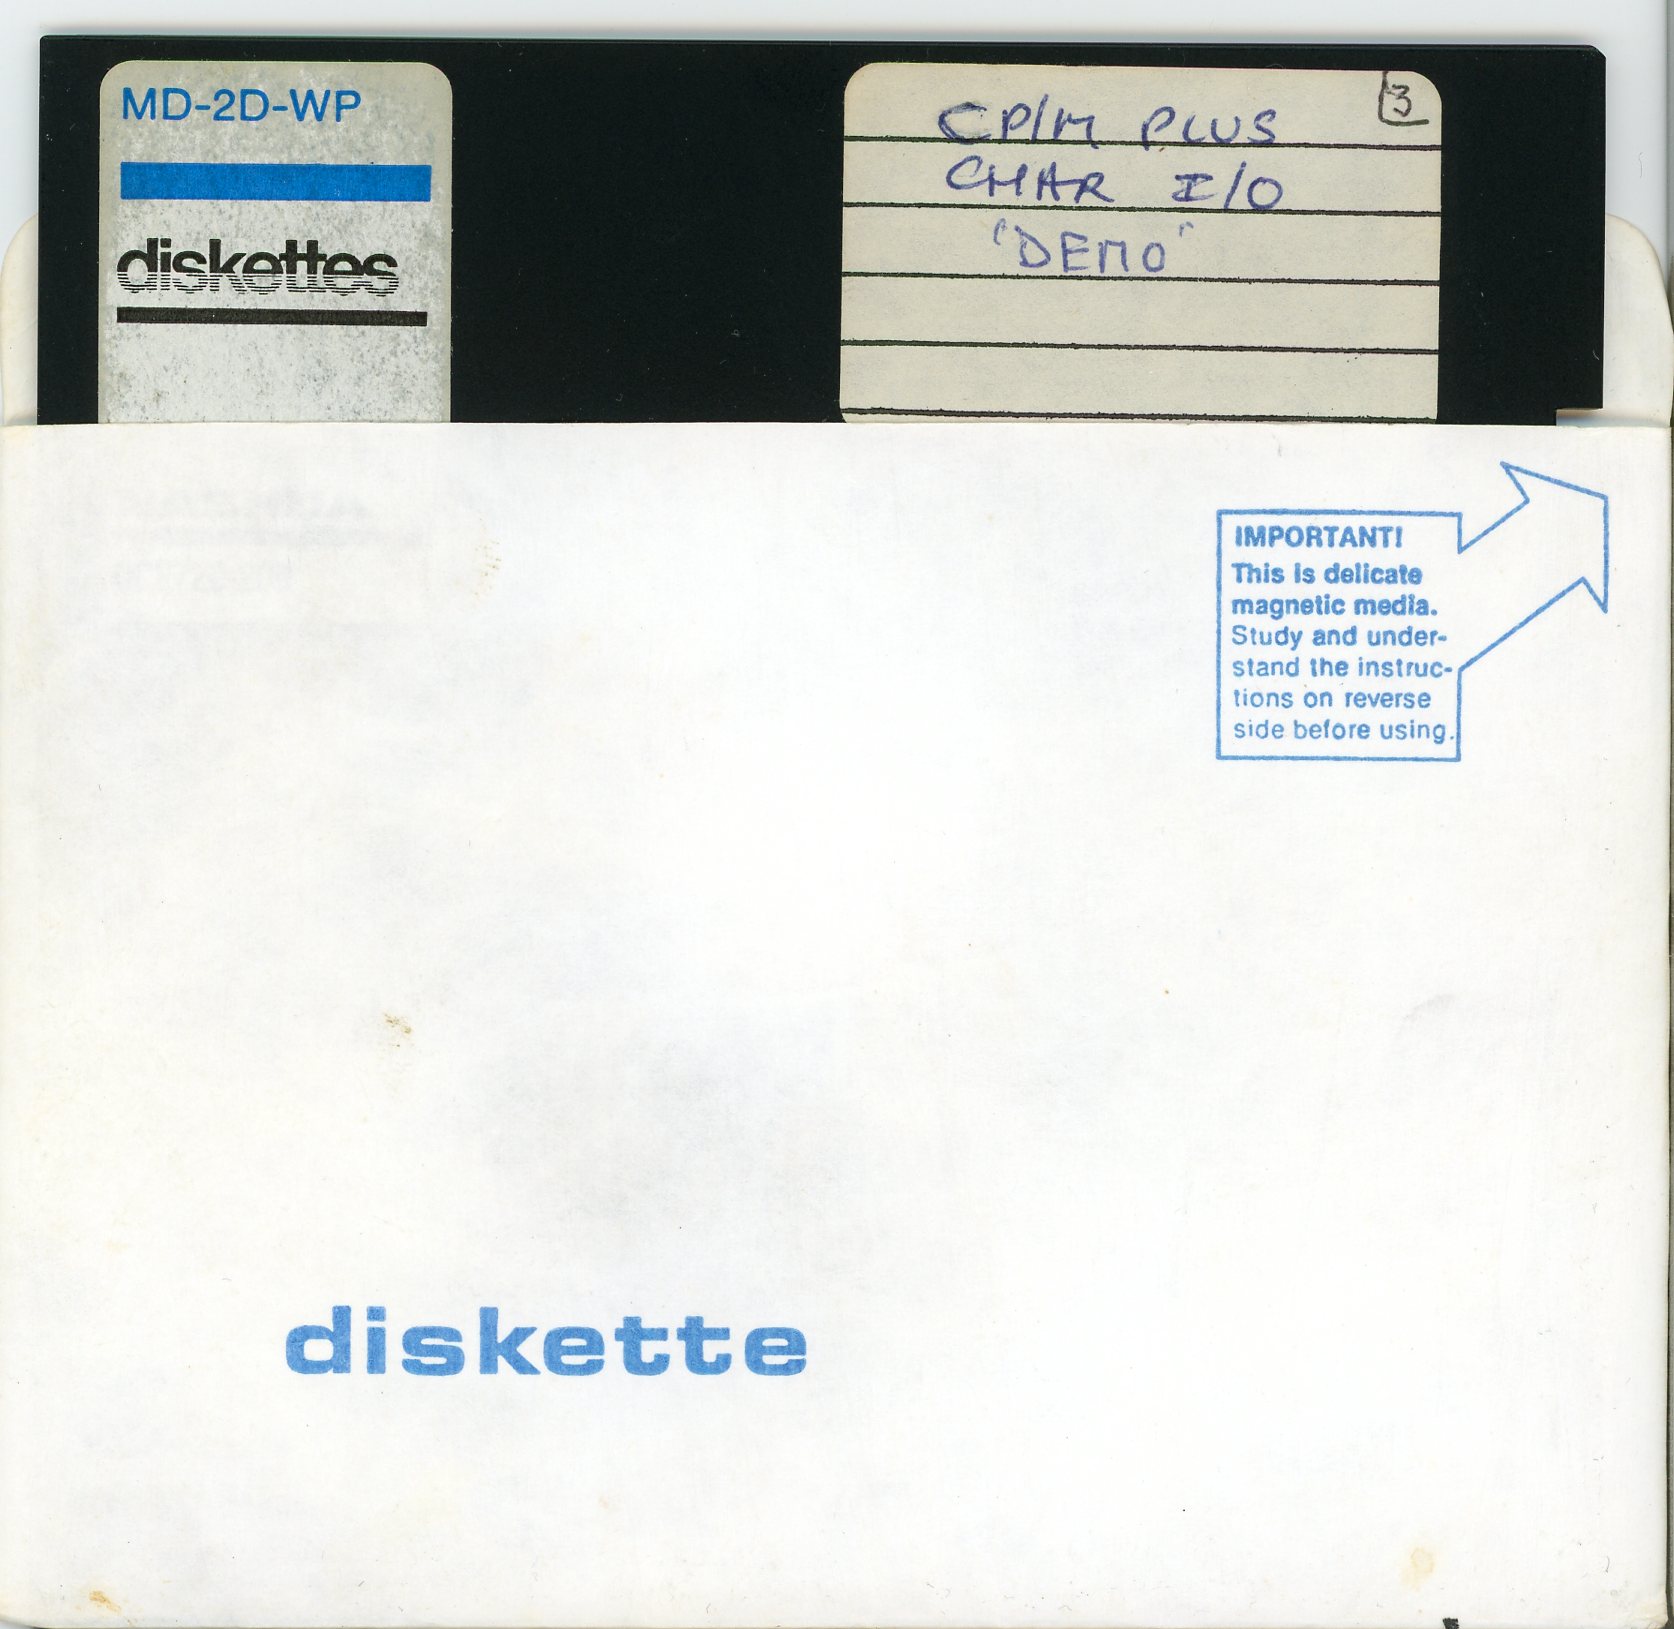 MD-2D-WP
diskettes
CP/M PLUS
CHAR I/O
"DEMO"
3
IMPORTANT!
This is delicate
magnetic media.
Study and under-
stand the instruc-
tions on reverse
side before using.
diskette